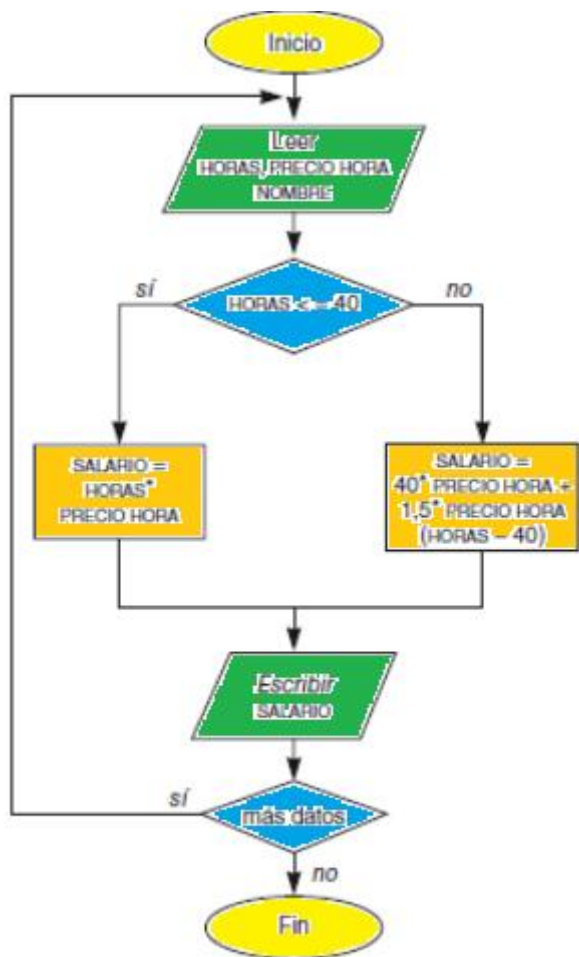 Inicio
Leer
HORAS, PRECIO HORA
NOMBRE
sí
HORAS < = 40
no
SALARIO =
HORAS*
PRECIO HORA
SALARIO =
40* PRECIO HORA +
1,5* PRECIO HORA
(HORAS – 40)
Escribir
SALARIO
sí
más datos
no
Fin